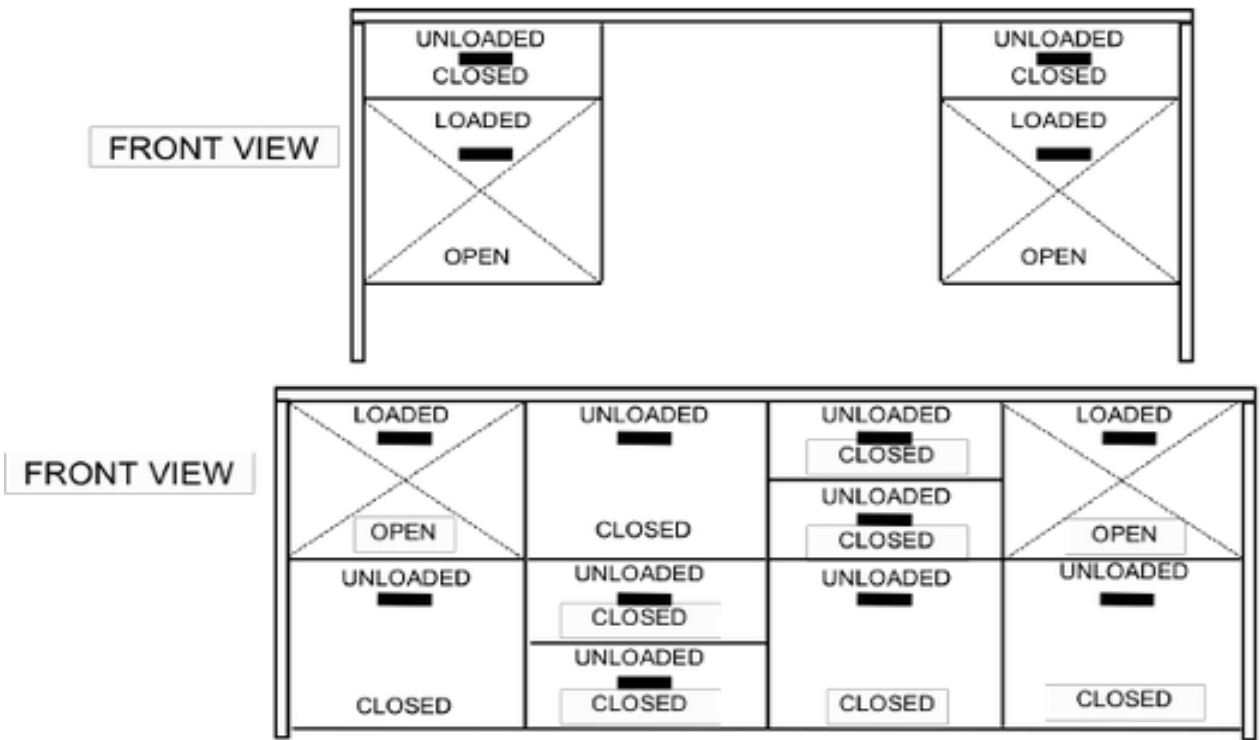 UNLOADED UNLOADED
CLOSED CLOSED
LOADED LOADED
FRONT VIEW
OPEN OPEN
LOADED UNLOADED UNLOADED LOADED
CLOSED
FRONT VIEW
UNLOADED
OPEN CLOSED CLOSED OPEN
UNLOADED UNLOADED UNLOADED UNLOADED
CLOSED
UNLOADED
CLOSED CLOSED CLOSED CLOSED